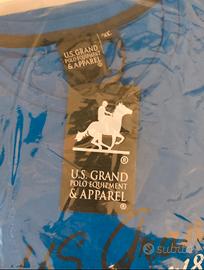 U.S. GRAND
POLO EQUIPMENT
& APPAREL
®
U.S. GRAND
POLO EQUIPMENT
& APPAREL
®
subito